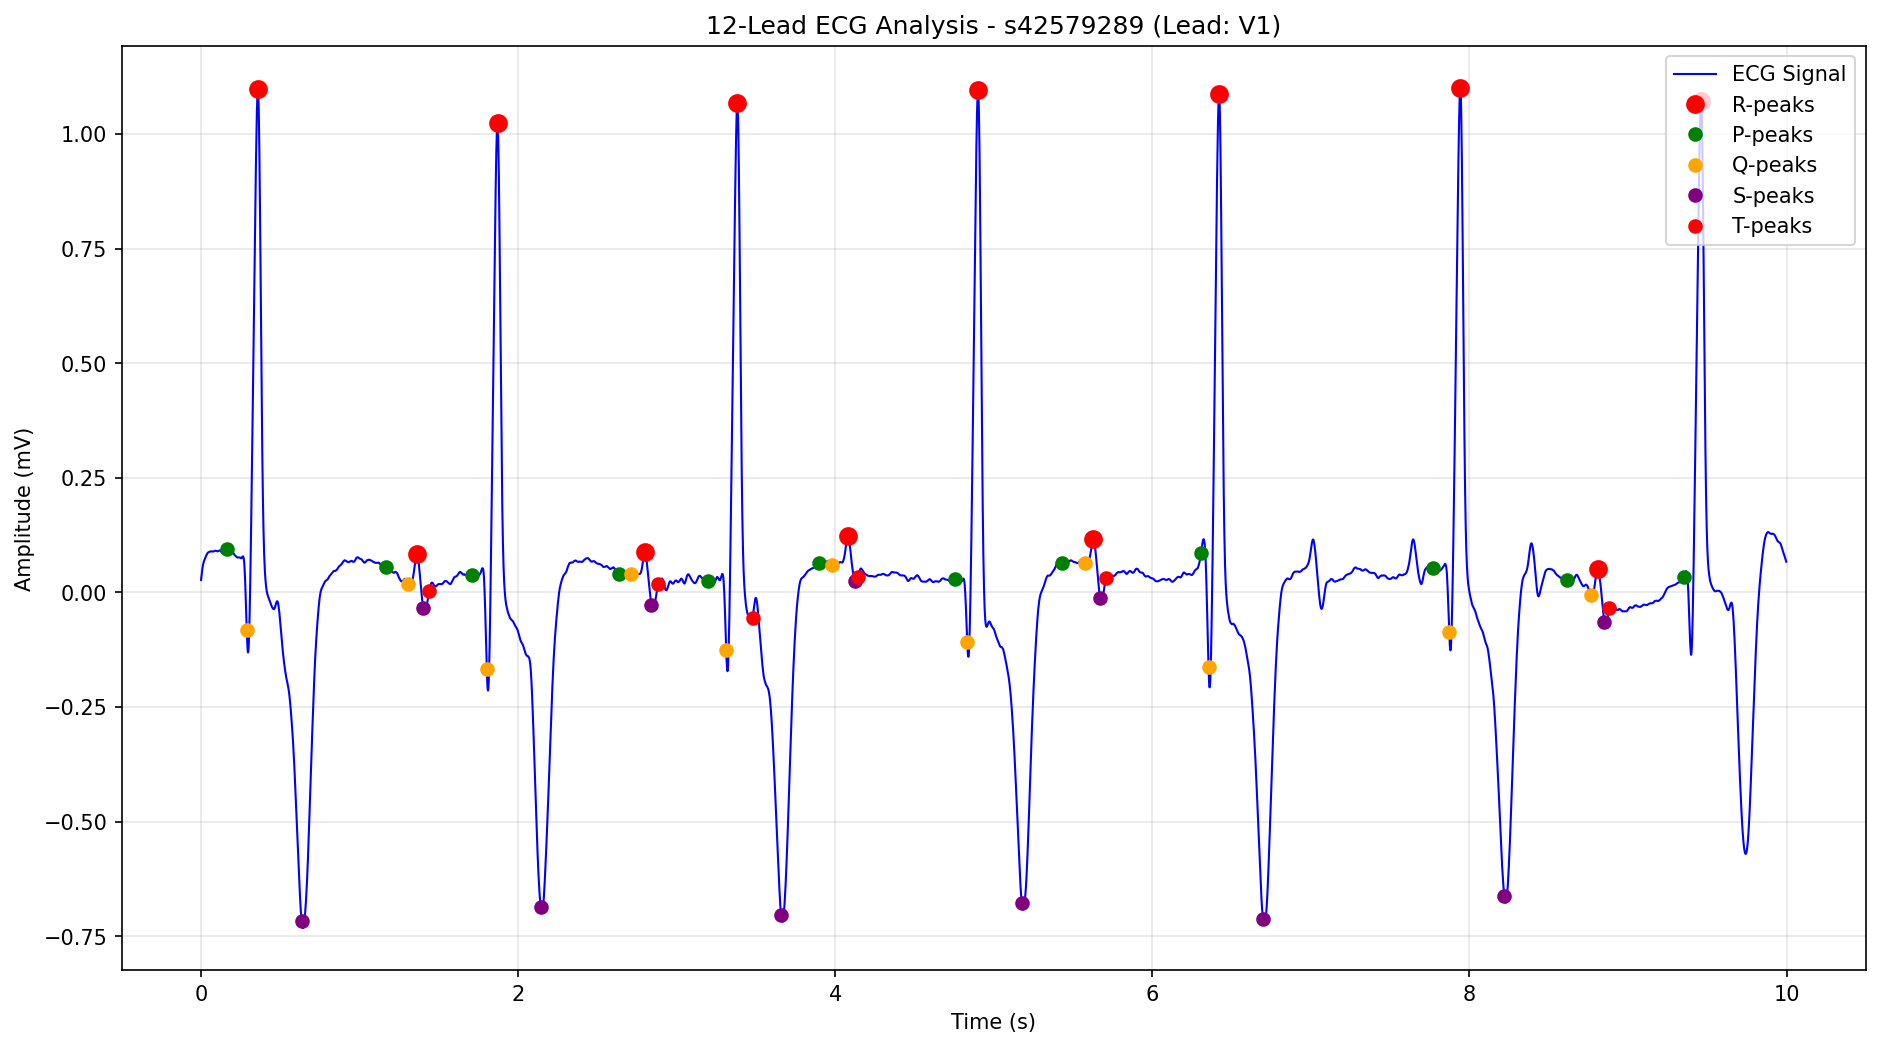 12-Lead ECG Analysis - s42579289 (Lead: V1)
ECG Signal
R-peaks
P-peaks
Q-peaks
S-peaks
T-peaks
Amplitude (mV)
1.00
0.75
0.50
0.25
0.00
−0.25
−0.50
−0.75
0 2 4 6 8 10
Time (s)